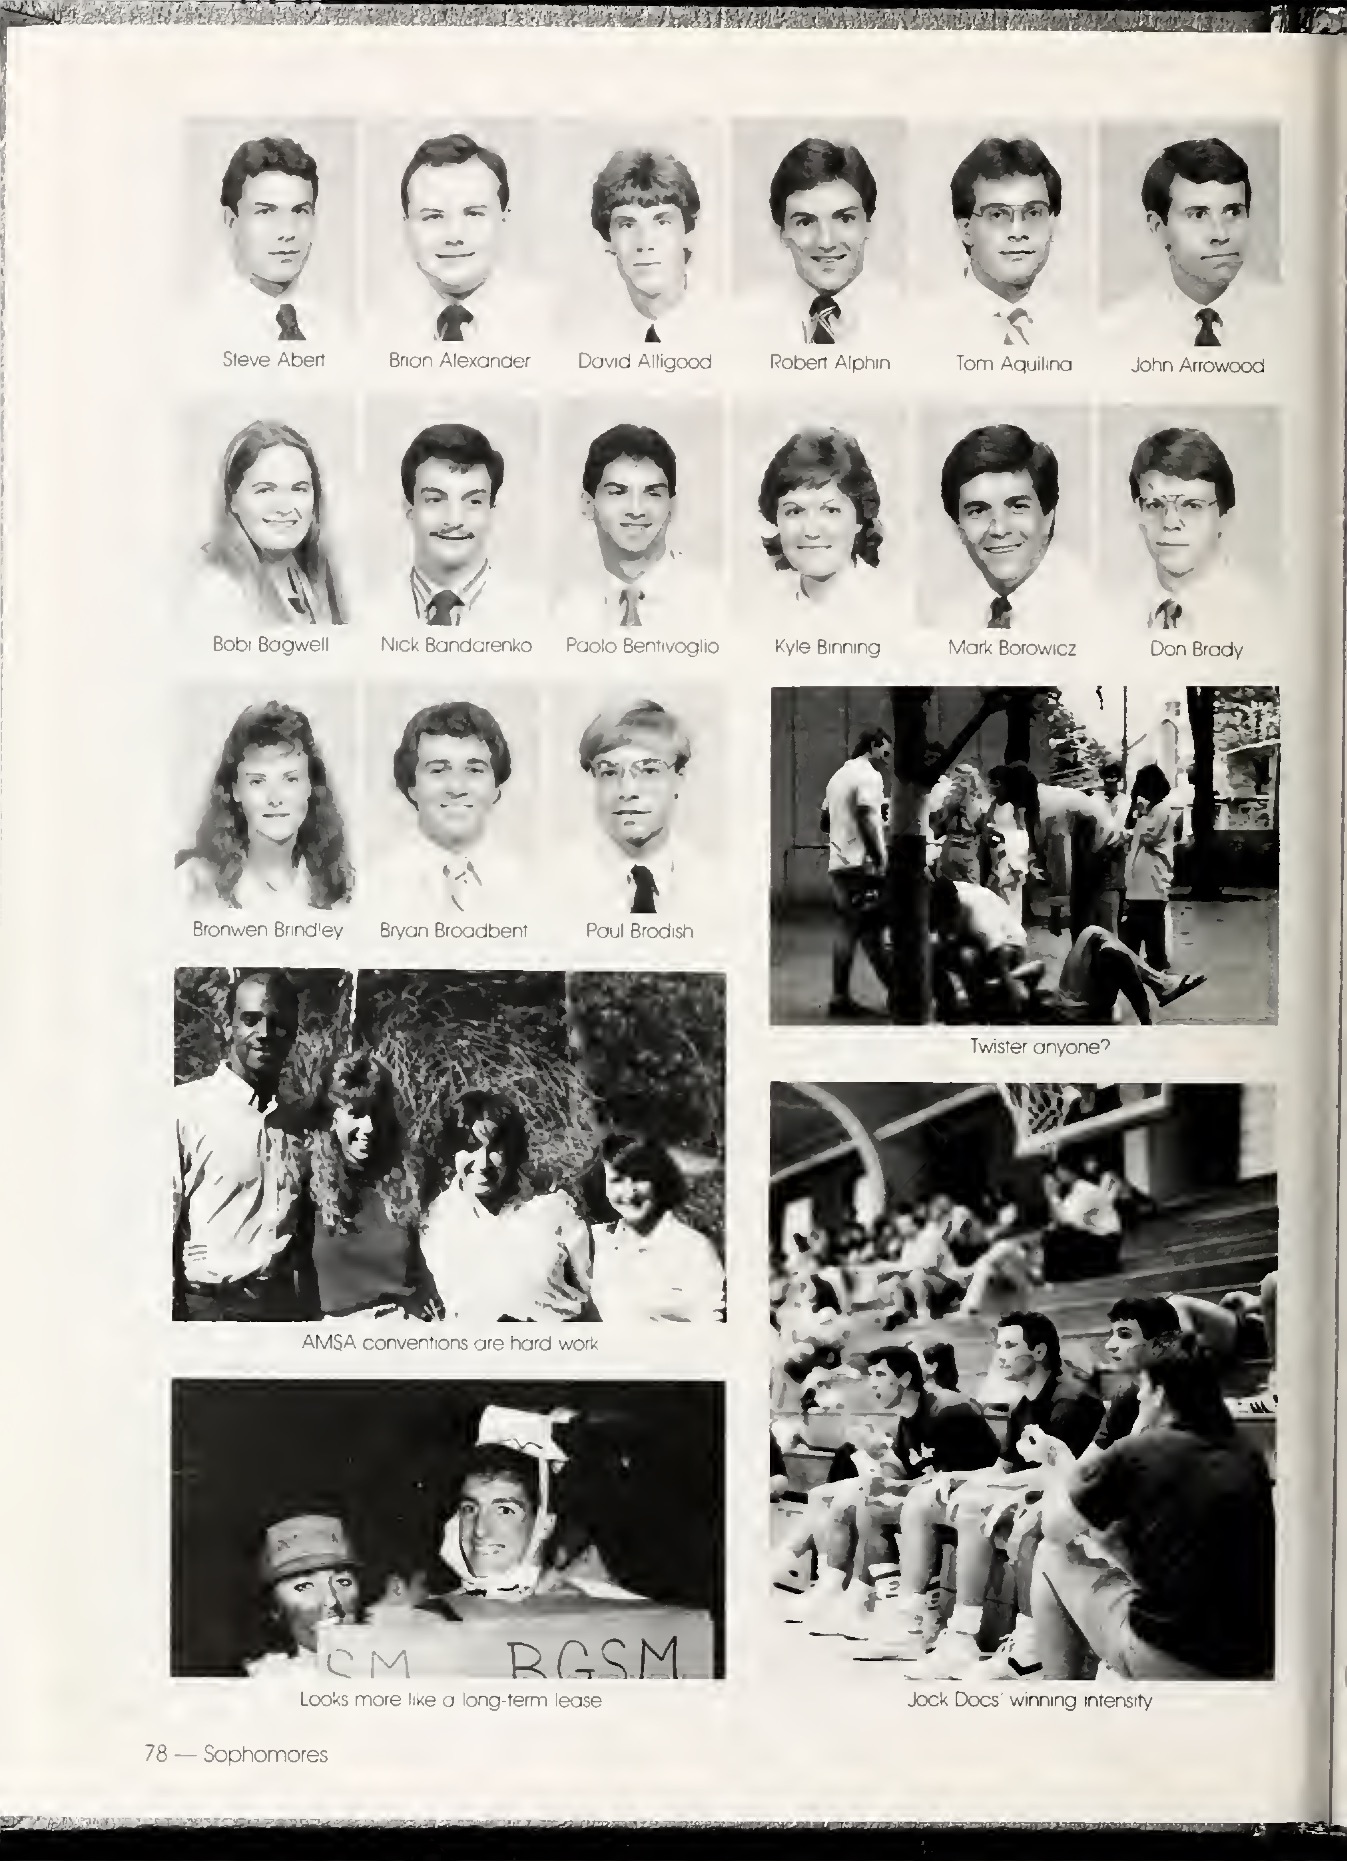 Steve Abert
Brian Alexander
David Alligood
Robert Alphin
Tom Aquilina
John Arrowood
Bobi Bagwell
Nick Bandarenko
Paolo Bentivoglio
Kyle Binning
Mark Borowicz
Don Brady
Bronwen Brindley
Bryan Broadbent
Paul Brodish
Twister anyone?
AMSA conventions are hard work
SM BGSM
Looks more like a long-term lease
Jock Docs' winning intensity
78 — Sophomores